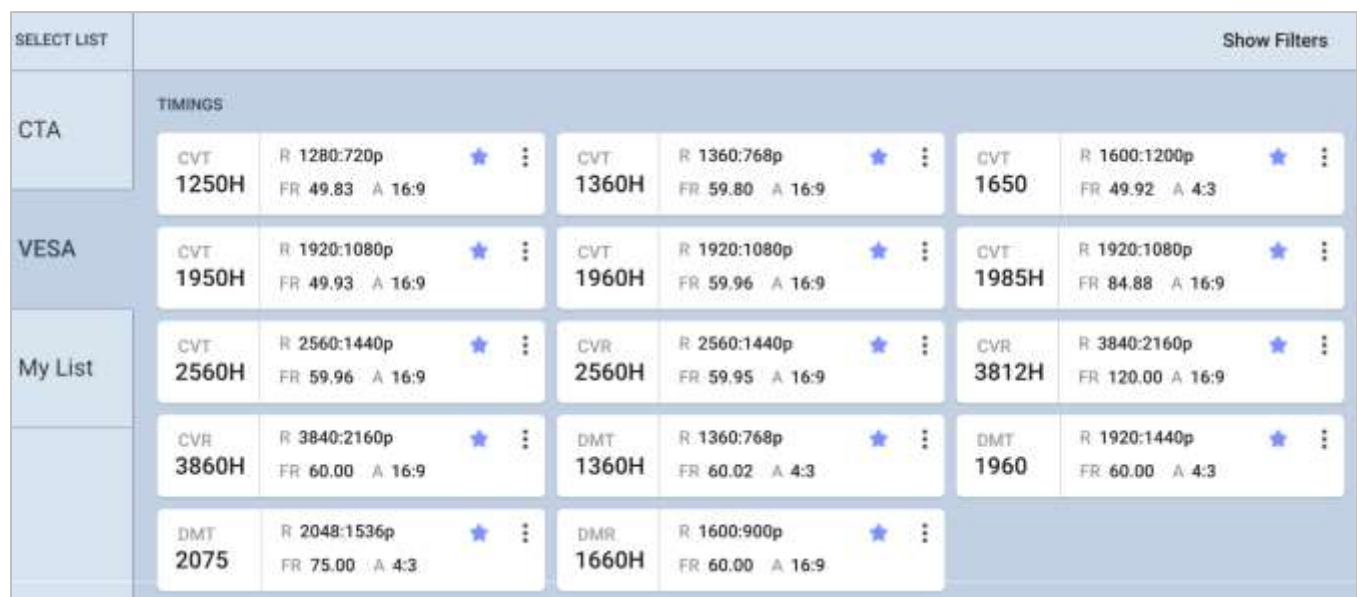 SELECT LIST
Show Filters
CTA
VESA
My List
TIMINGS
CVT
1250H
R 1280:720p
FR 49.83 A 16:9
CVT
1360H
R 1360:768p
FR 59.80 A 16:9
CVT
1650
R 1600:1200p
FR 49.92 A 4:3
CVT
1950H
R 1920:1080p
FR 49.93 A 16:9
CVT
1960H
R 1920:1080p
FR 59.96 A 16:9
CVT
1985H
R 1920:1080p
FR 84.88 A 16:9
CVT
2560H
R 2560:1440p
FR 59.96 A 16:9
CVR
2560H
R 2560:1440p
FR 59.95 A 16:9
CVR
3812H
R 3840:2160p
FR 120.00 A 16:9
CVR
3860H
R 3840:2160p
FR 60.00 A 16:9
DMT
1360H
R 1360:768p
FR 60.02 A 4:3
DMT
1960
R 1920:1440p
FR 60.00 A 4:3
DMT
2075
R 2048:1536p
FR 75.00 A 4:3
DMR
1660H
R 1600:900p
FR 60.00 A 16:9